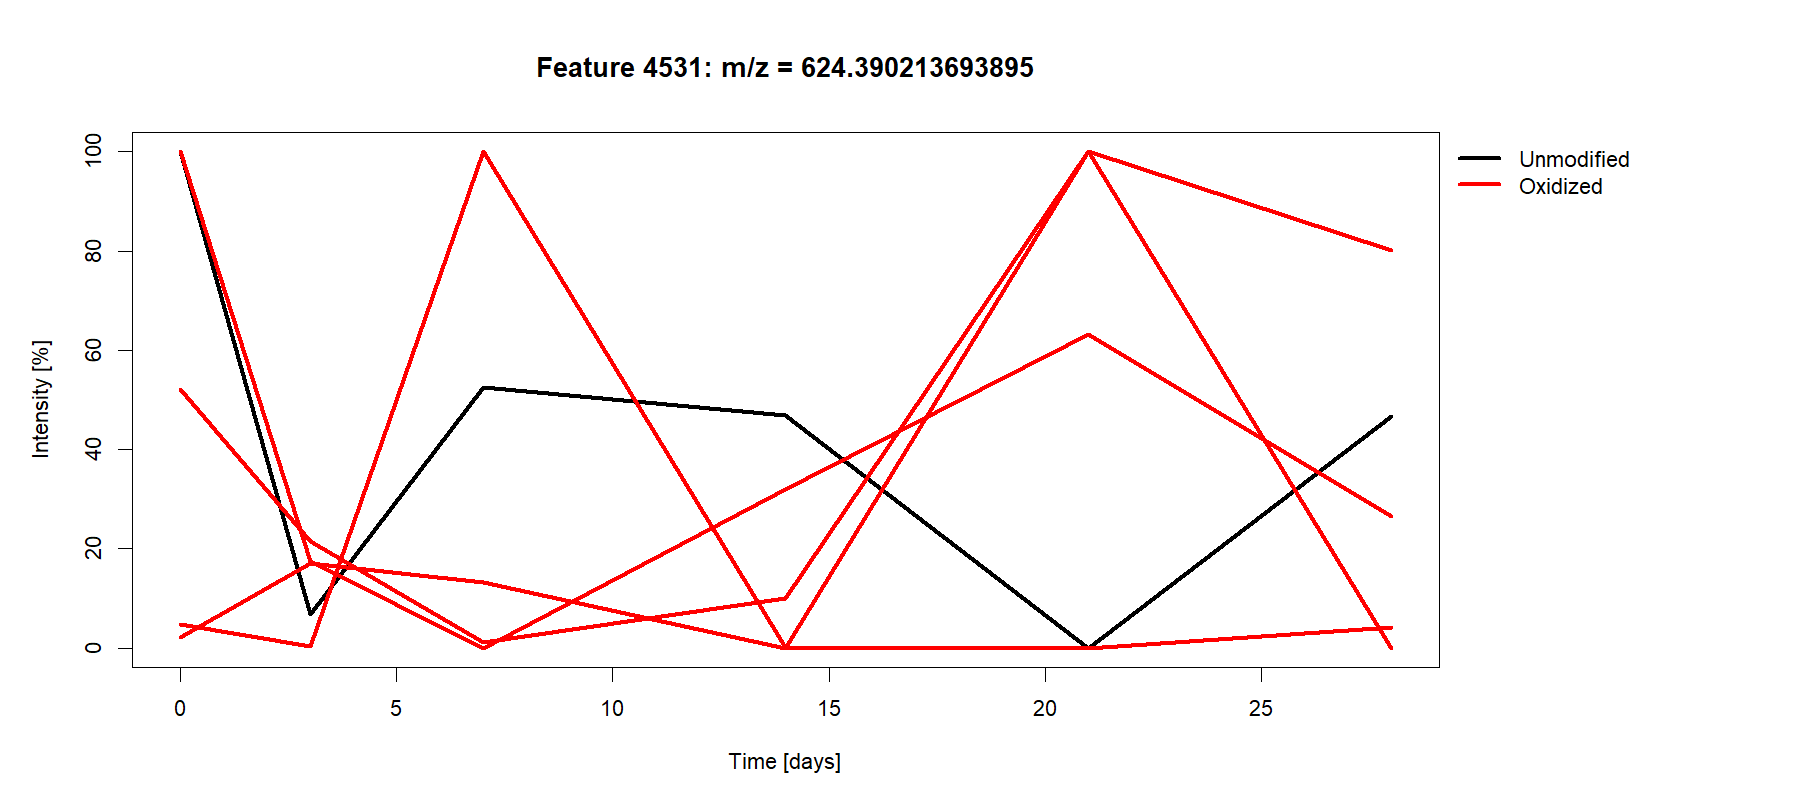 Feature 4531: m/z = 624.390213693895
Unmodified
Oxidized
Intensity [%]
100
80
60
40
20
0
0 5 10 15 20 25
Time [days]